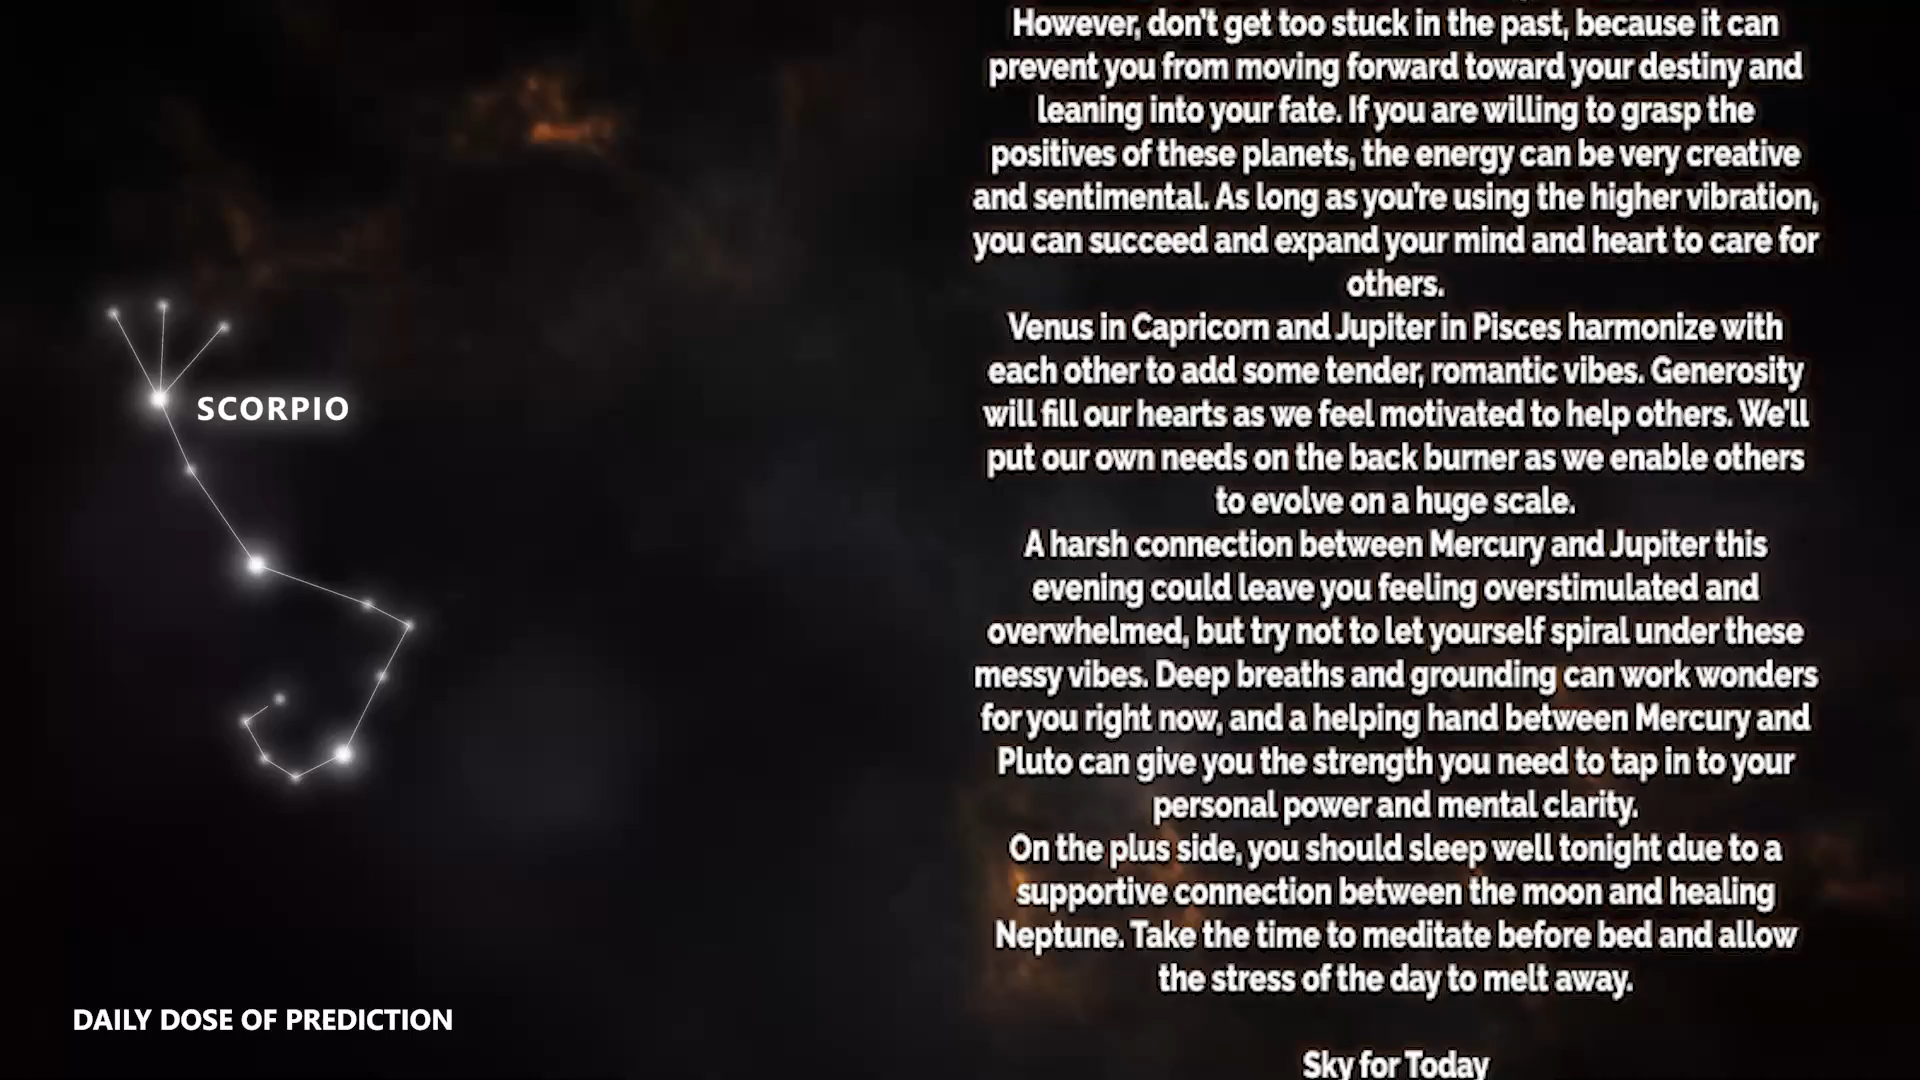 However, don't get too stuck in the past, because it can
prevent you from moving forward toward your destiny and
leaning into your fate. If you are willing to grasp the
positives of these planets, the energy can be very creative
and sentimental. As long as you're using the higher vibration,
you can succeed and expand your mind and heart to care for
others.
Venus in Capricorn and Jupiter in Pisces harmonize with
each other to add some tender, romantic vibes. Generosity
will fill our hearts as we feel motivated to help others. We'll
put our own needs on the back burner as we enable others
to evolve on a huge scale.
A harsh connection between Mercury and Jupiter this
evening could leave you feeling overstimulated and
overwhelmed, but try not to let yourself spiral under these
messy vibes. Deep breaths and grounding can work wonders
for you right now, and a helping hand between Mercury and
Pluto can give you the strength you need to tap in to your
personal power and mental clarity.
On the plus side, you should sleep well tonight due to a
supportive connection between the moon and healing
Neptune. Take the time to meditate before bed and allow
the stress of the day to melt away.
Sky for Today
SCORPIO
DAILY DOSE OF PREDICTION